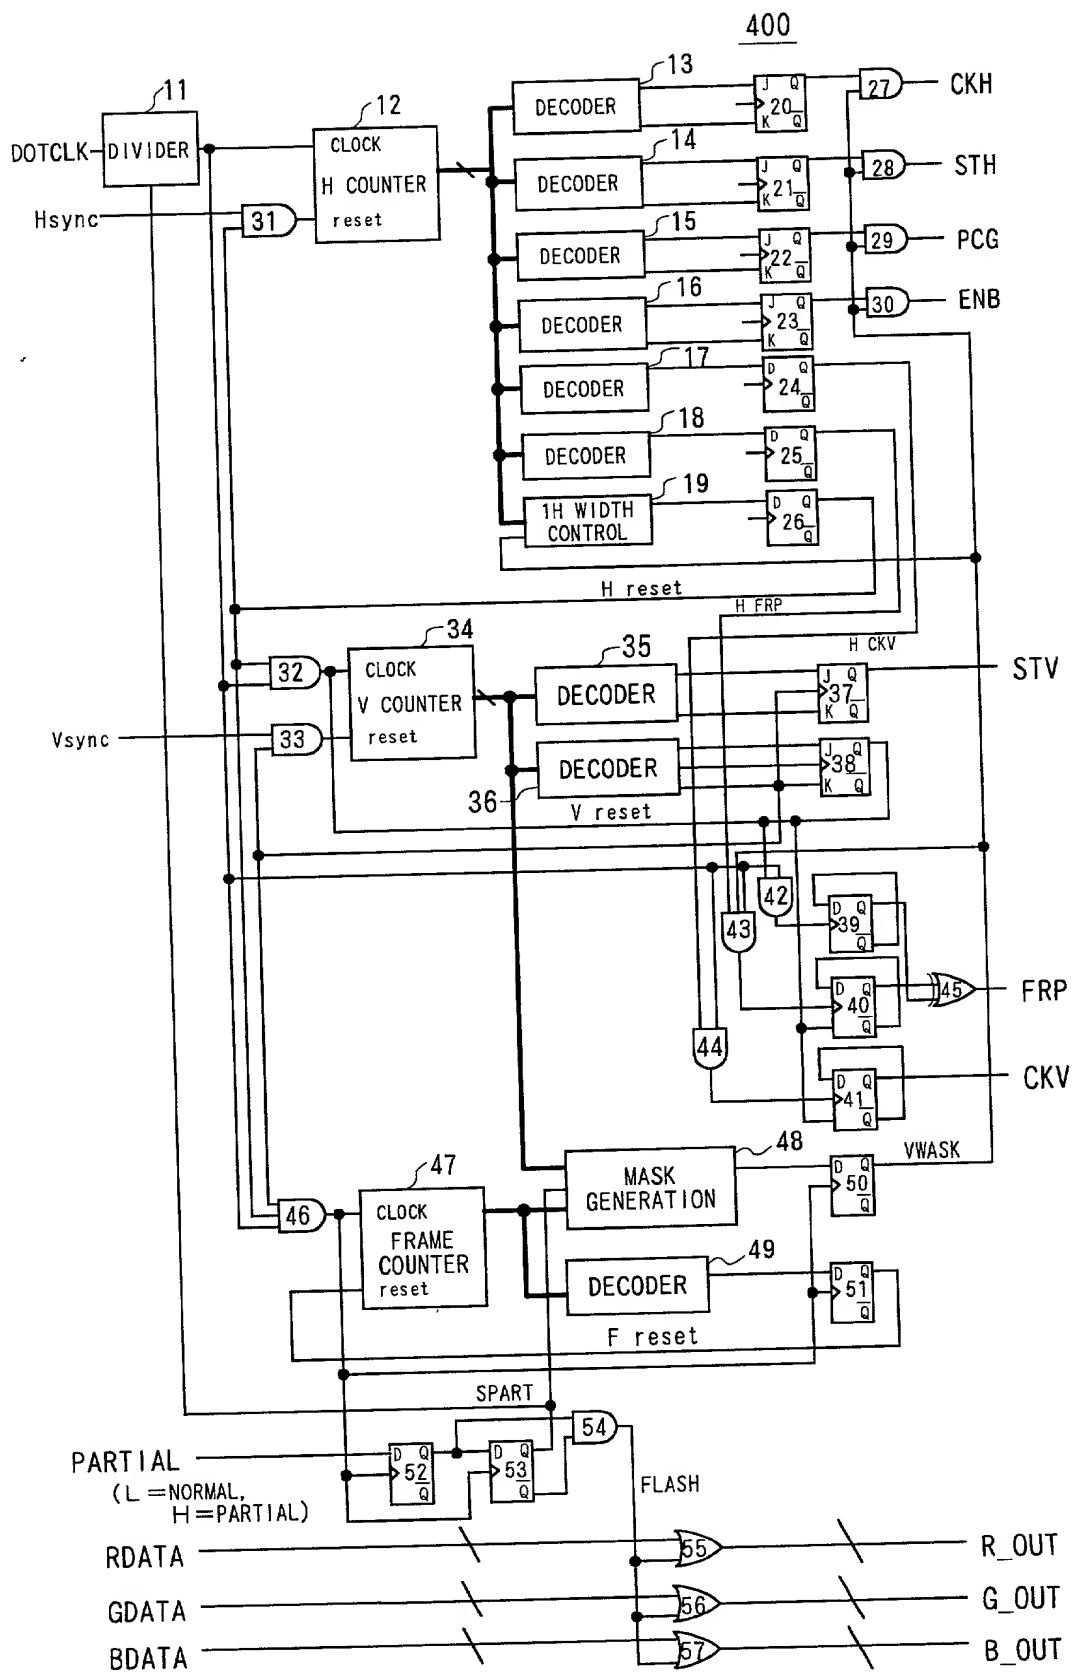 400
11
12
13
DOTCLK
DIVIDER
CLOCK
H COUNTER
reset
DECODER
J Q
20
K Q
27
CKH
Hsync
31
14
DECODER
J Q
21
K Q
28
STH
15
DECODER
J Q
22
K Q
29
PCG
16
DECODER
J Q
23
K Q
30
ENB
17
DECODER
D Q
24
Q
18
DECODER
D Q
25
Q
19
1H WIDTH
CONTROL
D Q
26
Q
H reset
H FRP
H CKV
34
32
CLOCK
V COUNTER
reset
35
DECODER
J Q
37
K Q
STV
Vsync
33
DECODER
36
J Q
38
K Q
V reset
42
43
44
D Q
39
Q
D Q
40
Q
45
FRP
D Q
41
Q
CKV
VWASK
47
46
CLOCK
FRAME
COUNTER
reset
48
MASK
GENERATION
D Q
50
Q
49
DECODER
D Q
51
Q
F reset
SPART
54
PARTIAL
(L=NORMAL,
H=PARTIAL)
D Q
52
Q
D Q
53
Q
FLASH
RDATA
55
R_OUT
GDATA
56
G_OUT
BDATA
57
B_OUT